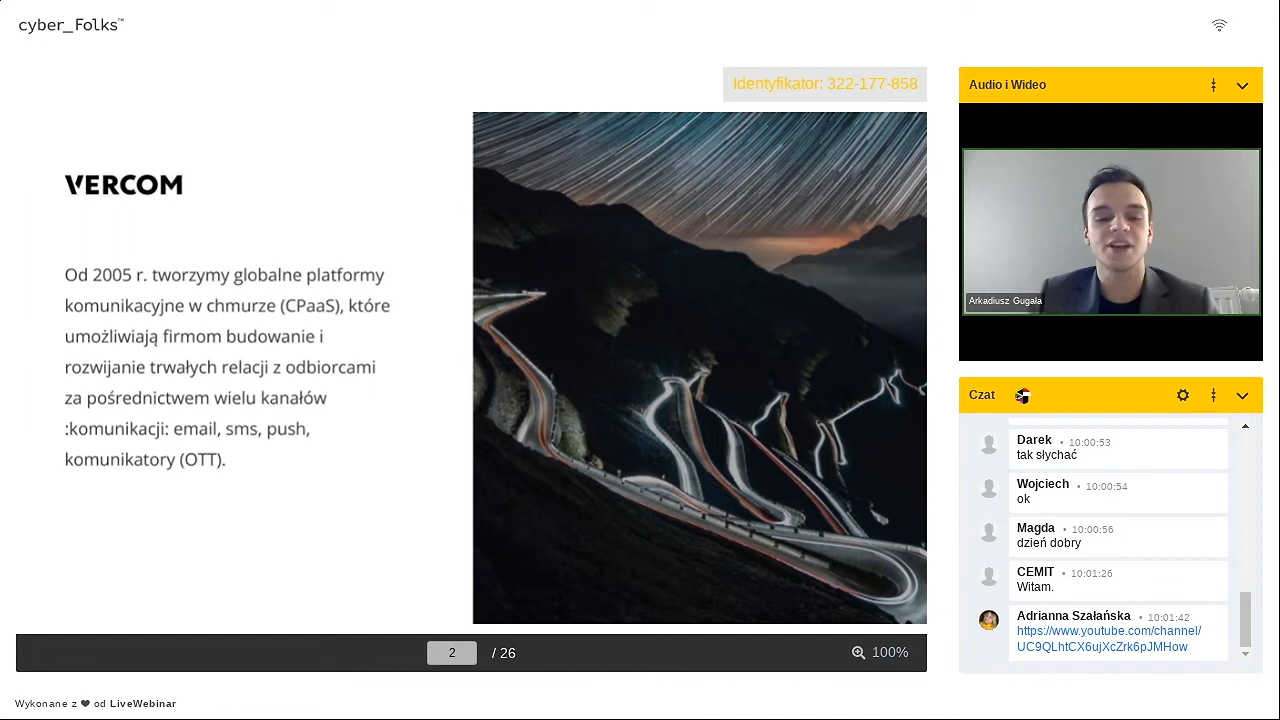 cyber_Folks™
Identyfikator: 322-177-858
VERCOM
Od 2005 r. tworzymy globalne platformy
komunikacyjne w chmurze (CPaaS), które
umożliwiają firmom budowanie i
rozwijanie trwałych relacji z odbiorcami
za pośrednictwem wielu kanałów
:komunikacji: email, sms, push,
komunikatory (OTT).
2 / 26
100%
Wykonane z ❤ od LiveWebinar
Audio i Wideo
Arkadiusz Gugała
Czat
Darek • 10:00:53
tak słychać
Wojciech • 10:00:54
ok
Magda • 10:00:56
dzień dobry
CEMIT • 10:01:26
Witam.
Adrianna Szałańska • 10:01:42
https://www.youtube.com/channel/
UC9QLhtCX6ujXcZrk6pJMHow